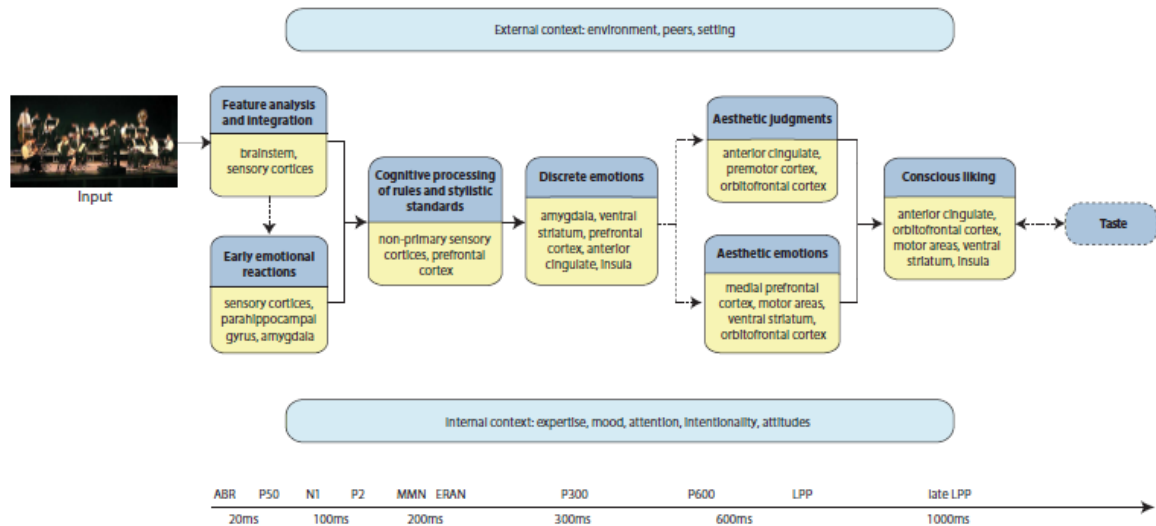 External context: environment, peers, setting
Input
Feature analysis
and integration
brainstem,
sensory cortices
Early emotional
reactions
sensory cortices,
parahippocampal
gyrus, amygdala
Cognitive processing
of rules and stylistic
standards
non-primary sensory
cortices, prefrontal
cortex
Discrete emotions
amygdala, ventral
striatum, prefrontal
cortex, anterior
cingulate, insula
Aesthetic judgments
anterior cingulate,
premotor cortex,
orbitofrontal cortex
Aesthetic emotions
medial prefrontal
cortex, motor areas,
ventral striatum,
orbitofrontal cortex
Conscious liking
anterior cingulate,
orbitofrontal cortex,
motor areas, ventral
striatum, insula
Taste
Internal context: expertise, mood, attention, intentionality, attitudes
ABR P50 N1 P2 MMN ERAN P300 P600 LPP late LPP
20ms 100ms 200ms 300ms 600ms 1000ms